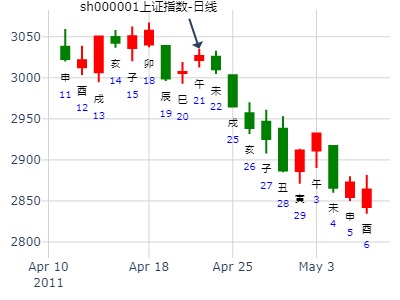 sh000001上证指数-日线
3050
3000
2950
2900
2850
2800
申
11
酉
12
戌
13
亥
14
子
15
卯
18
辰
19
巳
20
午
21
未
22
戌
25
亥
26
子
27
丑
28
寅
29
午
3
未
4
申
5
酉
6
Apr 10
2011
Apr 18
Apr 25
May 3